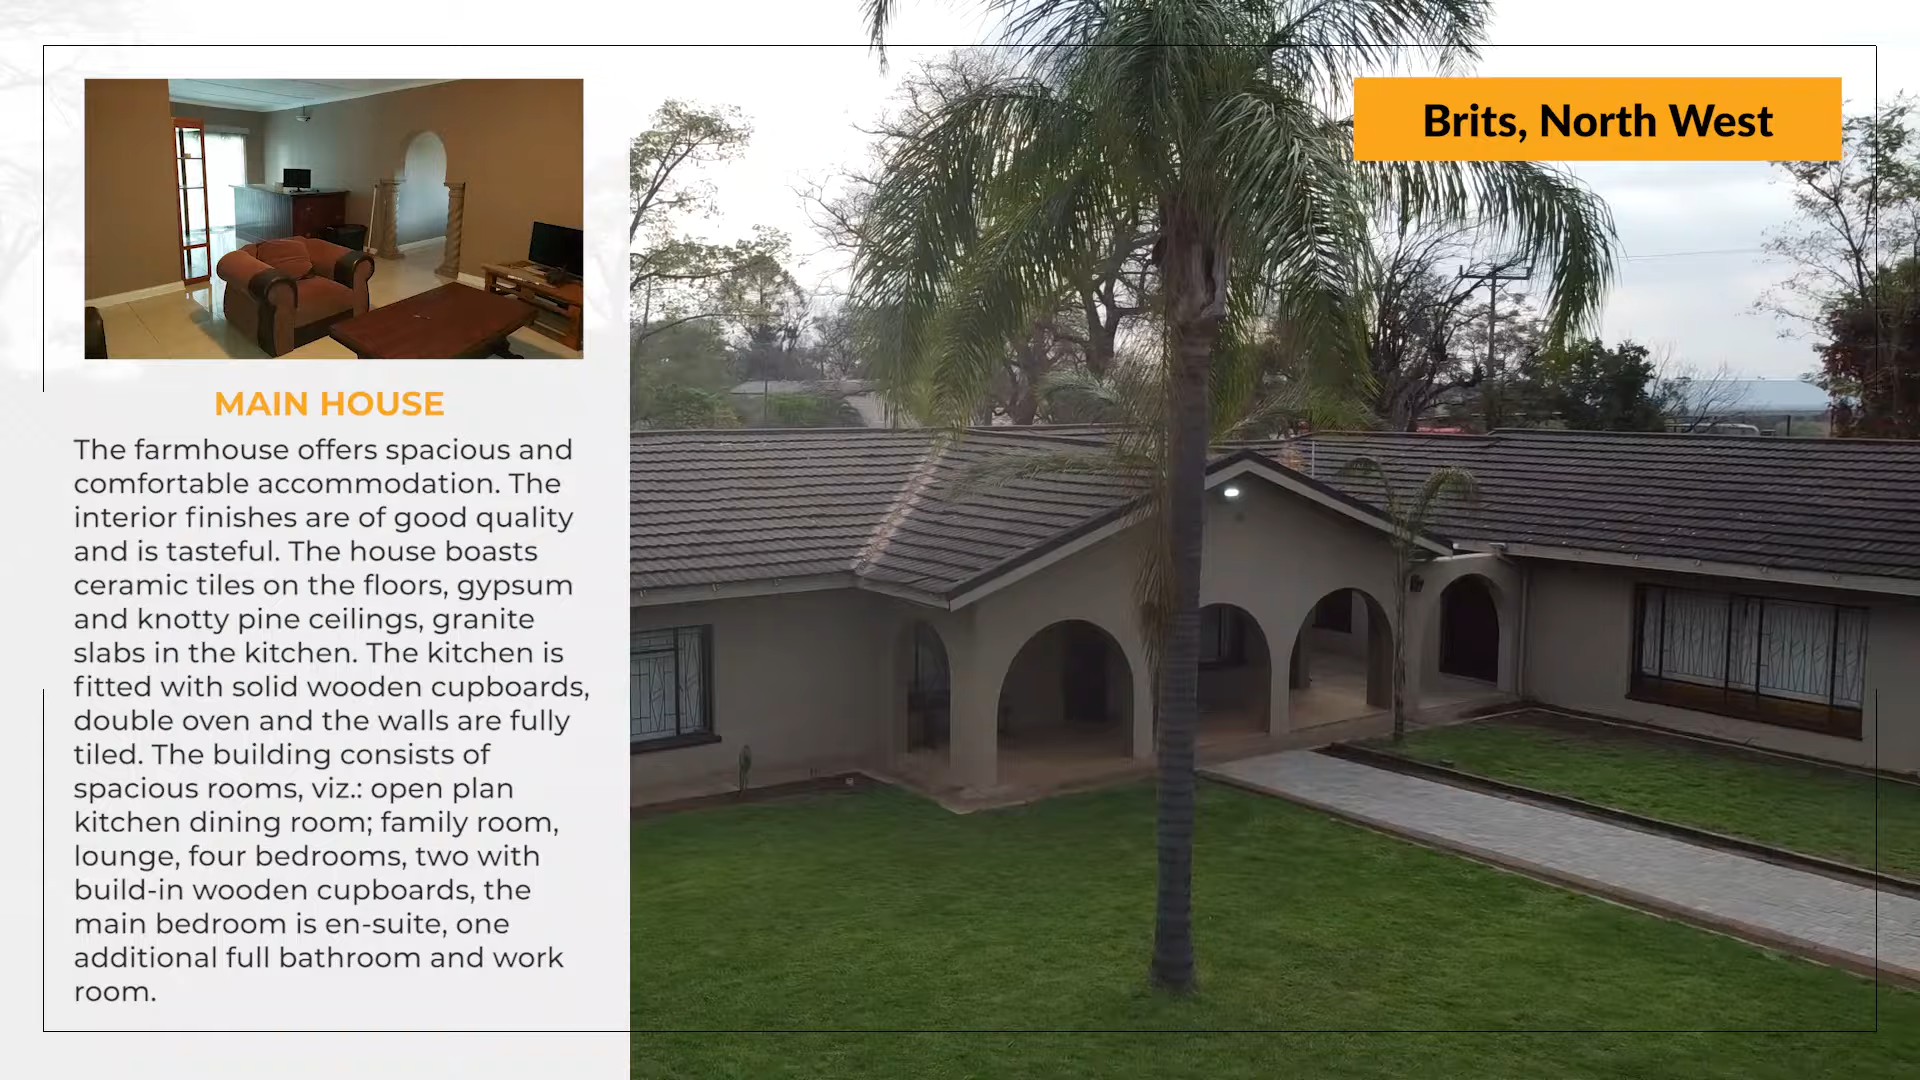 Brits, North West
MAIN HOUSE
The farmhouse offers spacious and
comfortable accommodation. The
interior finishes are of good quality
and is tasteful. The house boasts
ceramic tiles on the floors, gypsum
and knotty pine ceilings, granite
slabs in the kitchen. The kitchen is
fitted with solid wooden cupboards,
double oven and the walls are fully
tiled. The building consists of
spacious rooms, viz.: open plan
kitchen dining room; family room,
lounge, four bedrooms, two with
build-in wooden cupboards, the
main bedroom is en-suite, one
additional full bathroom and work
room.